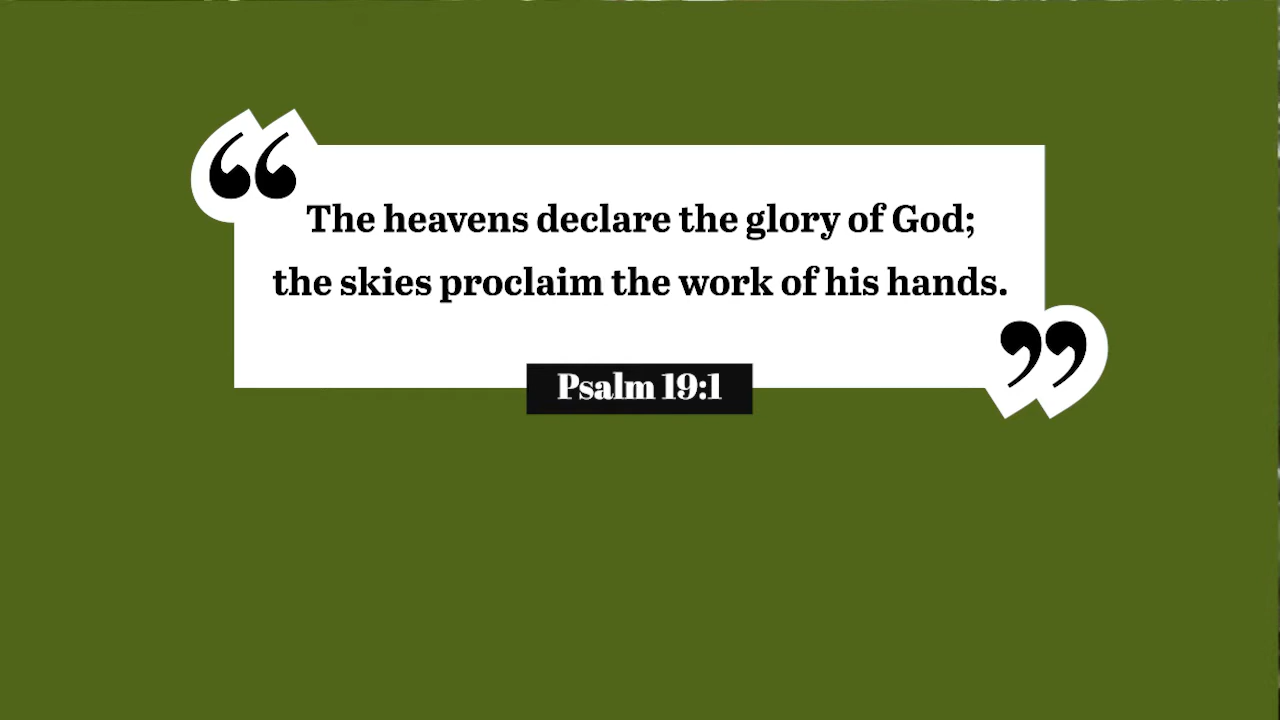 “The heavens declare the glory of God;
the skies proclaim the work of his hands.”
Psalm 19:1